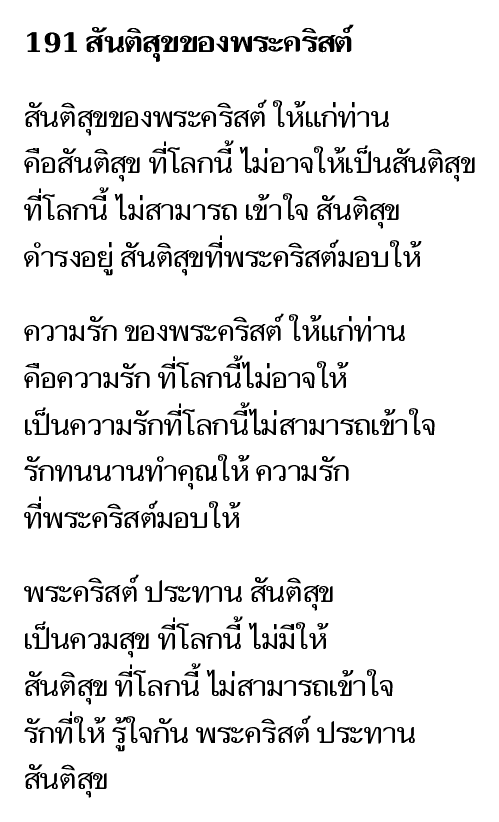 191 สันติสุขของพระคริสต์
สันติสุขของพระคริสต์ ให้แก่ท่าน
คือสันติสุข ที่โลกนี้ ไม่อาจให้เป็นสันติสุข
ที่โลกนี้ ไม่สามารถ เข้าใจ สันติสุข
ดำรงอยู่ สันติสุขที่พระคริสต์มอบให้
ความรัก ของพระคริสต์ ให้แก่ท่าน
คือความรัก ที่โลกนี้ไม่อาจให้
เป็นความรักที่โลกนี้ไม่สามารถเข้าใจ
รักทนนานทำคุณให้ ความรัก
ที่พระคริสต์มอบให้
พระคริสต์ ประทาน สันติสุข
เป็นควมสุข ที่โลกนี้ ไม่มีให้
สันติสุข ที่โลกนี้ ไม่สามารถเข้าใจ
รักที่ให้ รู้ใจกัน พระคริสต์ ประทาน
สันติสุข